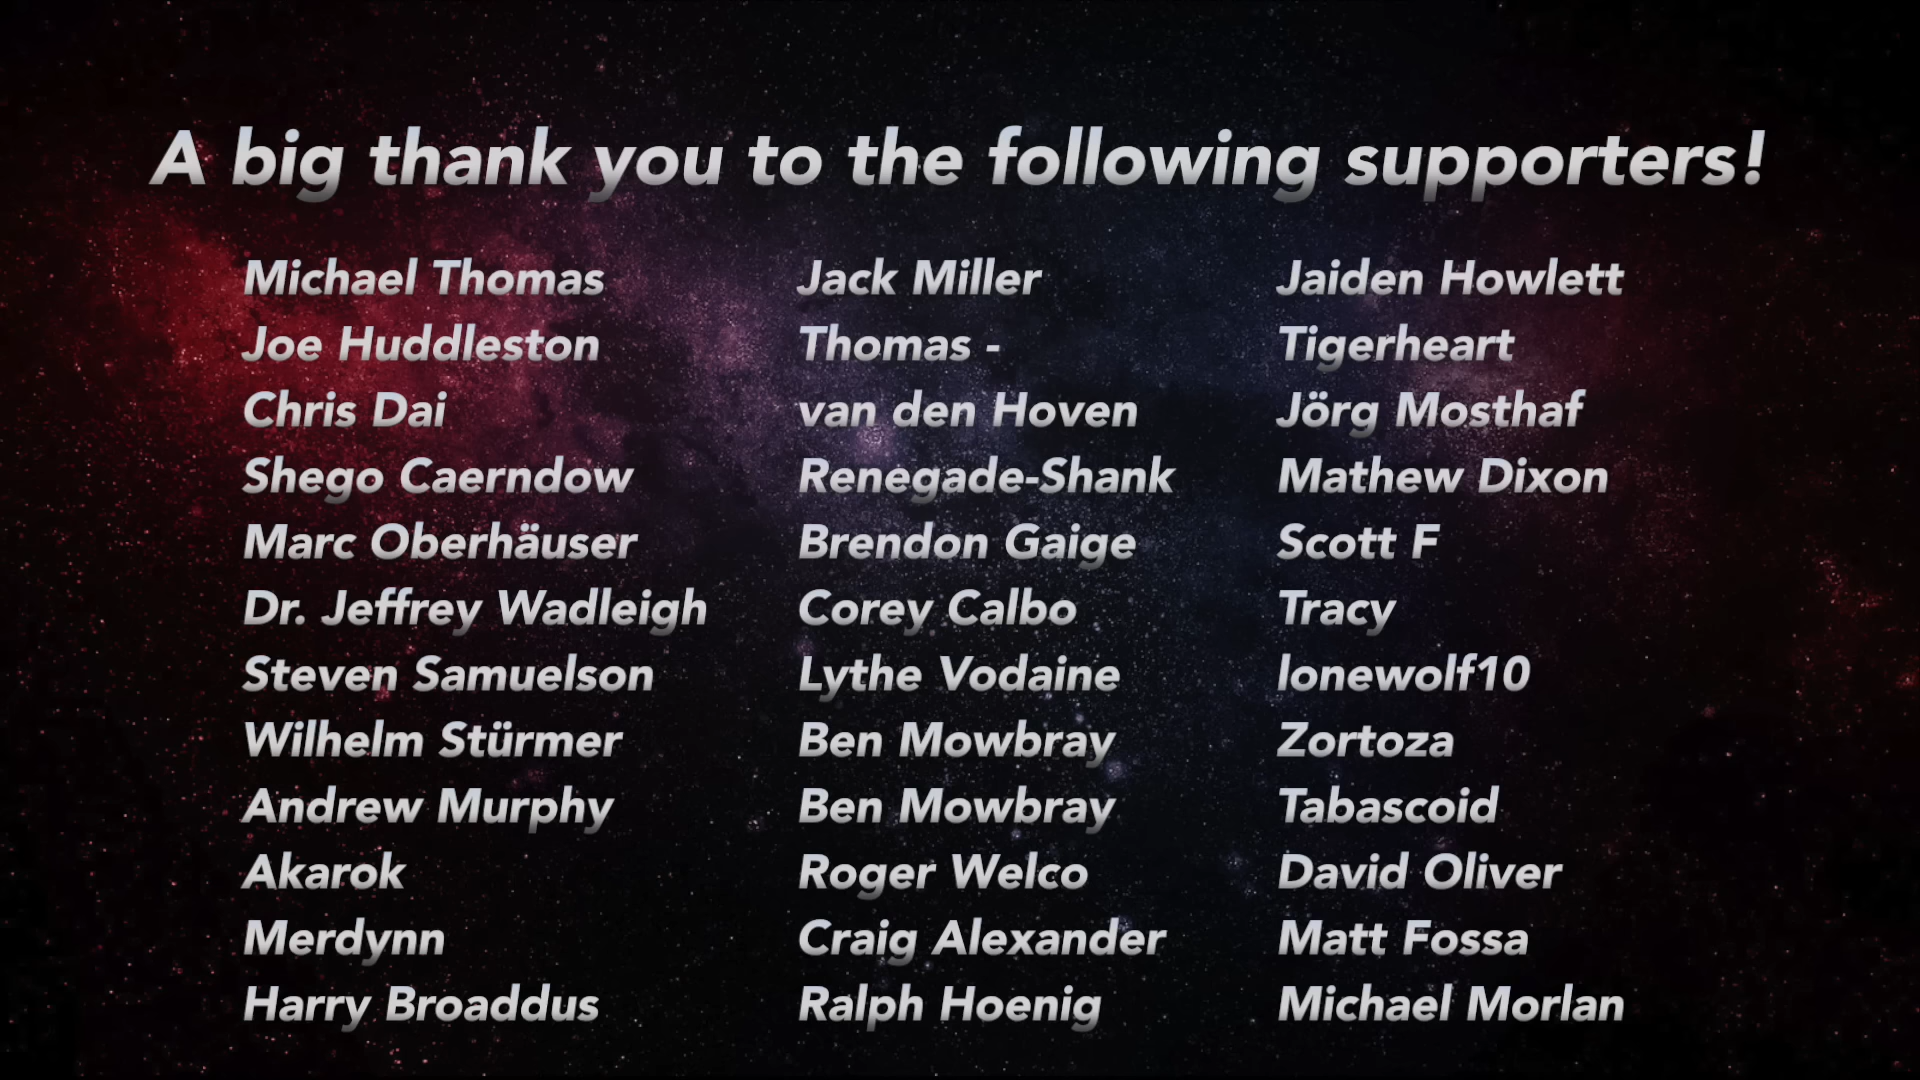 A big thank you to the following supporters!
Michael Thomas
Joe Huddleston
Chris Dai
Shego Caerndow
Marc Oberhäuser
Dr. Jeffrey Wadleigh
Steven Samuelson
Wilhelm Stürmer
Andrew Murphy
Akarok
Merdynn
Harry Broaddus
Jack Miller
Thomas -
van den Hoven
Renegade-Shank
Brendon Gaige
Corey Calbo
Lythe Vodaine
Ben Mowbray
Ben Mowbray
Roger Welco
Craig Alexander
Ralph Hoenig
Jaiden Howlett
Tigerheart
Jörg Mosthaf
Mathew Dixon
Scott F
Tracy
lonewolf10
Zortoza
Tabascoid
David Oliver
Matt Fossa
Michael Morlan